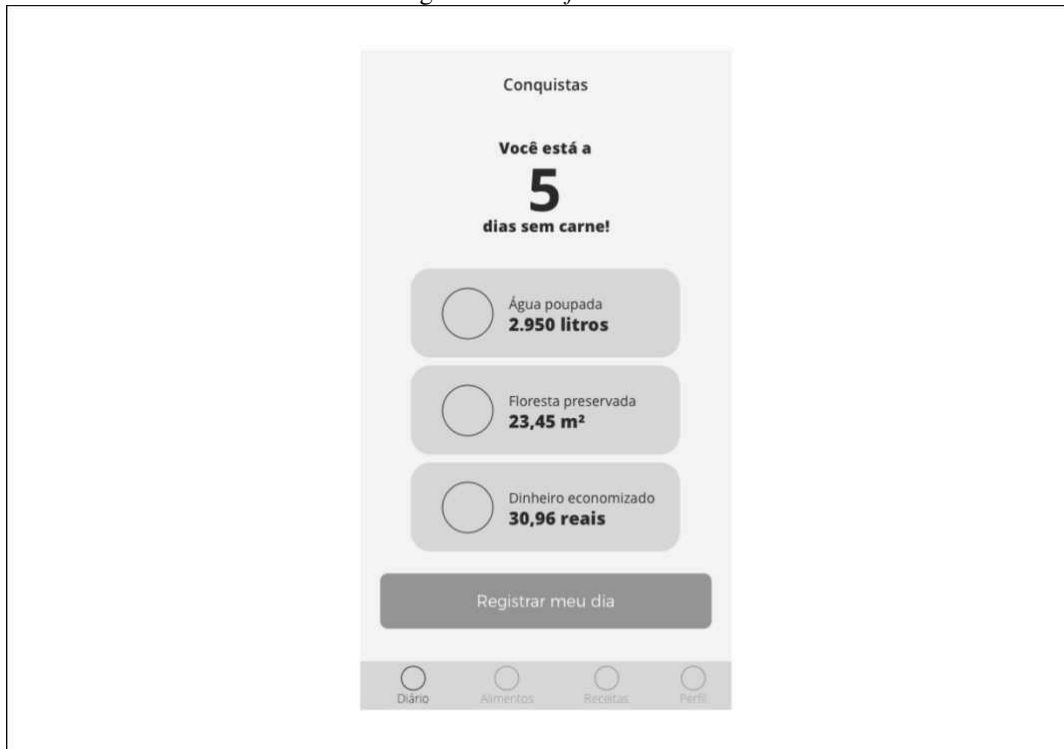 Conquistas
Você está a
5
dias sem carne!
Água poupada
2.950 litros
Floresta preservada
23,45 m²
Dinheiro economizado
30,96 reais
Registrar meu dia
Diário Alimentos Receitas Perfil